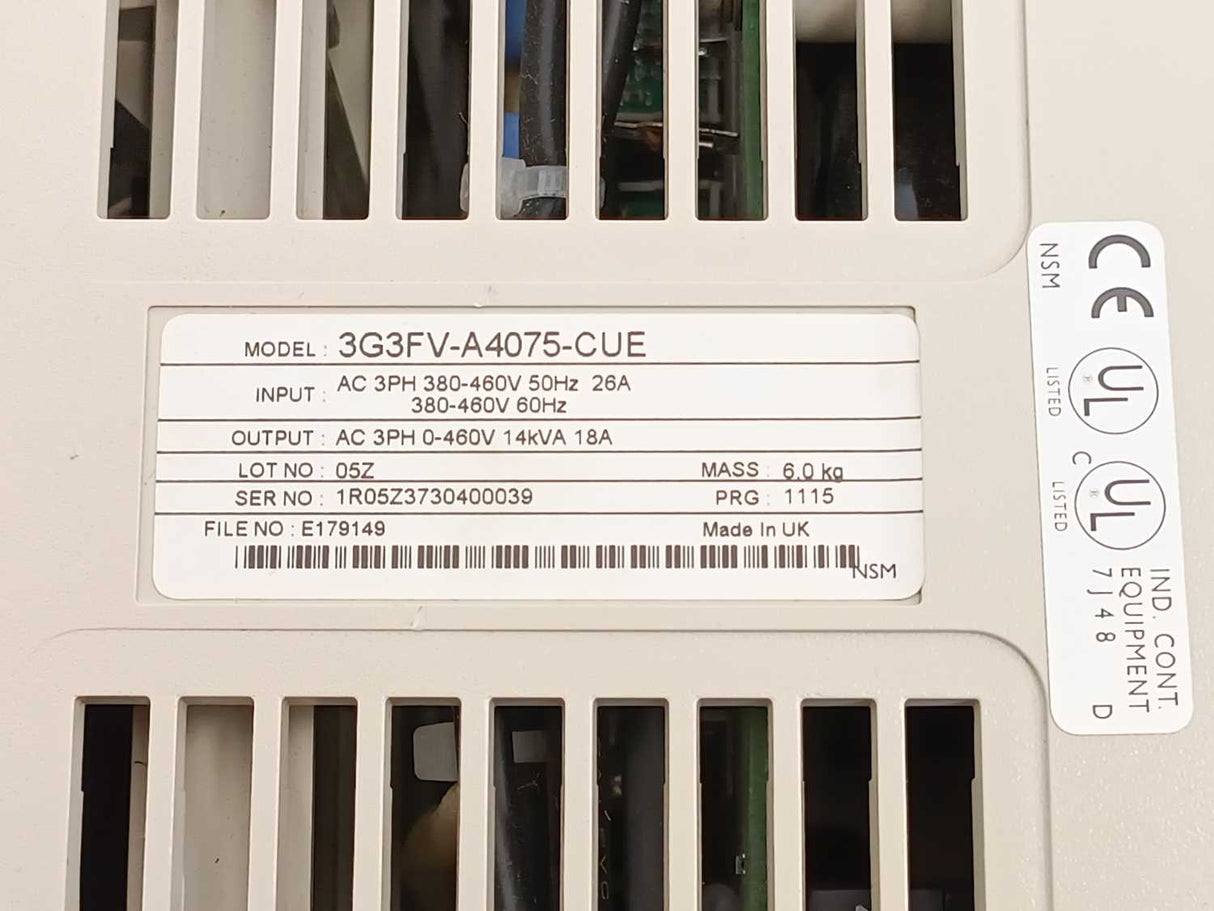 MODEL : 3G3FV-A4075-CUE
INPUT : AC 3PH 380-460V 50Hz 26A
380-460V 60Hz
OUTPUT : AC 3PH 0-460V 14kVA 18A
LOT NO : 05Z MASS : 6.0 kg
SER NO : 1R05Z3730400039 PRG : 1115
FILE NO : E179149 Made In UK
NSM
CE
NSM
UL ®
LISTED
C UL ®
LISTED
IND. CONT.
EQUIPMENT
7J48 D